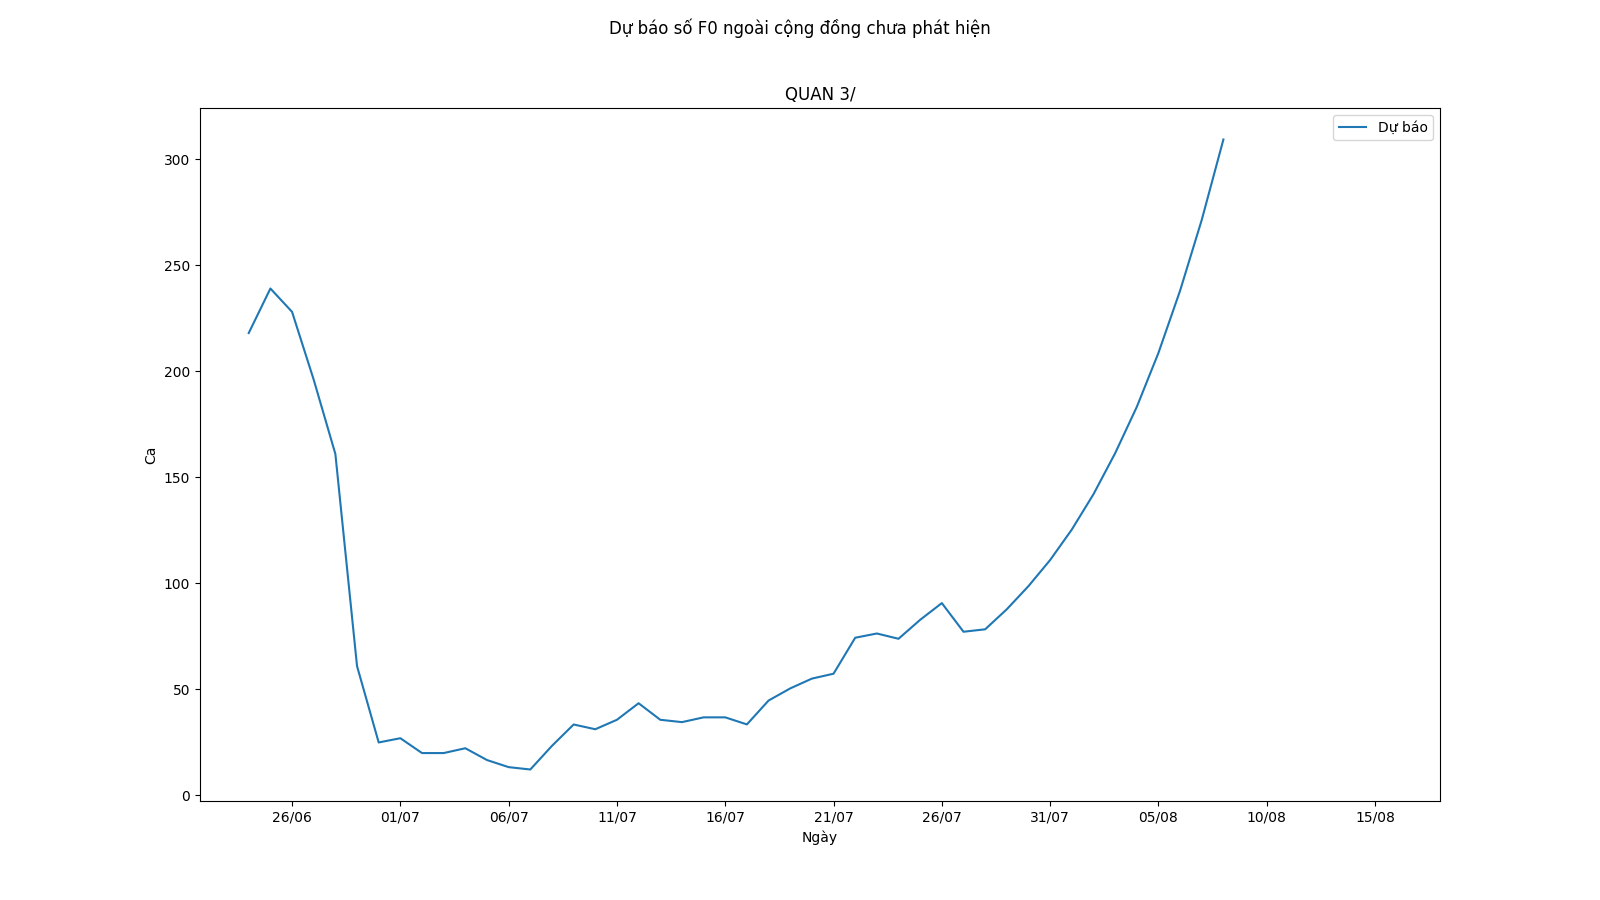 Dự báo số F0 ngoài cộng đồng chưa phát hiện
QUAN 3/
Dự báo
300
250
200
150
100
50
0
Ca
26/06 01/07 06/07 11/07 16/07 21/07 26/07 31/07 05/08 10/08 15/08
Ngày